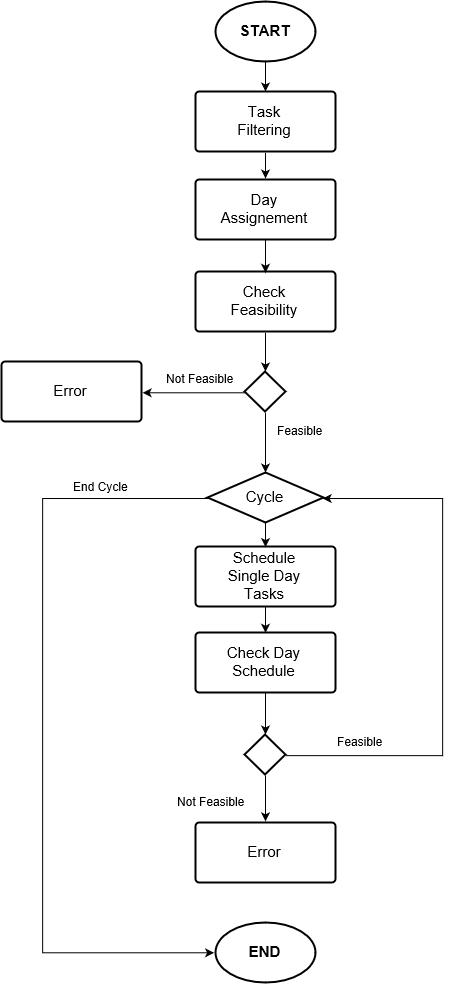 START
Task
Filtering
Day
Assignement
Check
Feasibility
Not Feasible
Error
Feasible
End Cycle
Cycle
Schedule
Single Day
Tasks
Check Day
Schedule
Feasible
Not Feasible
Error
END